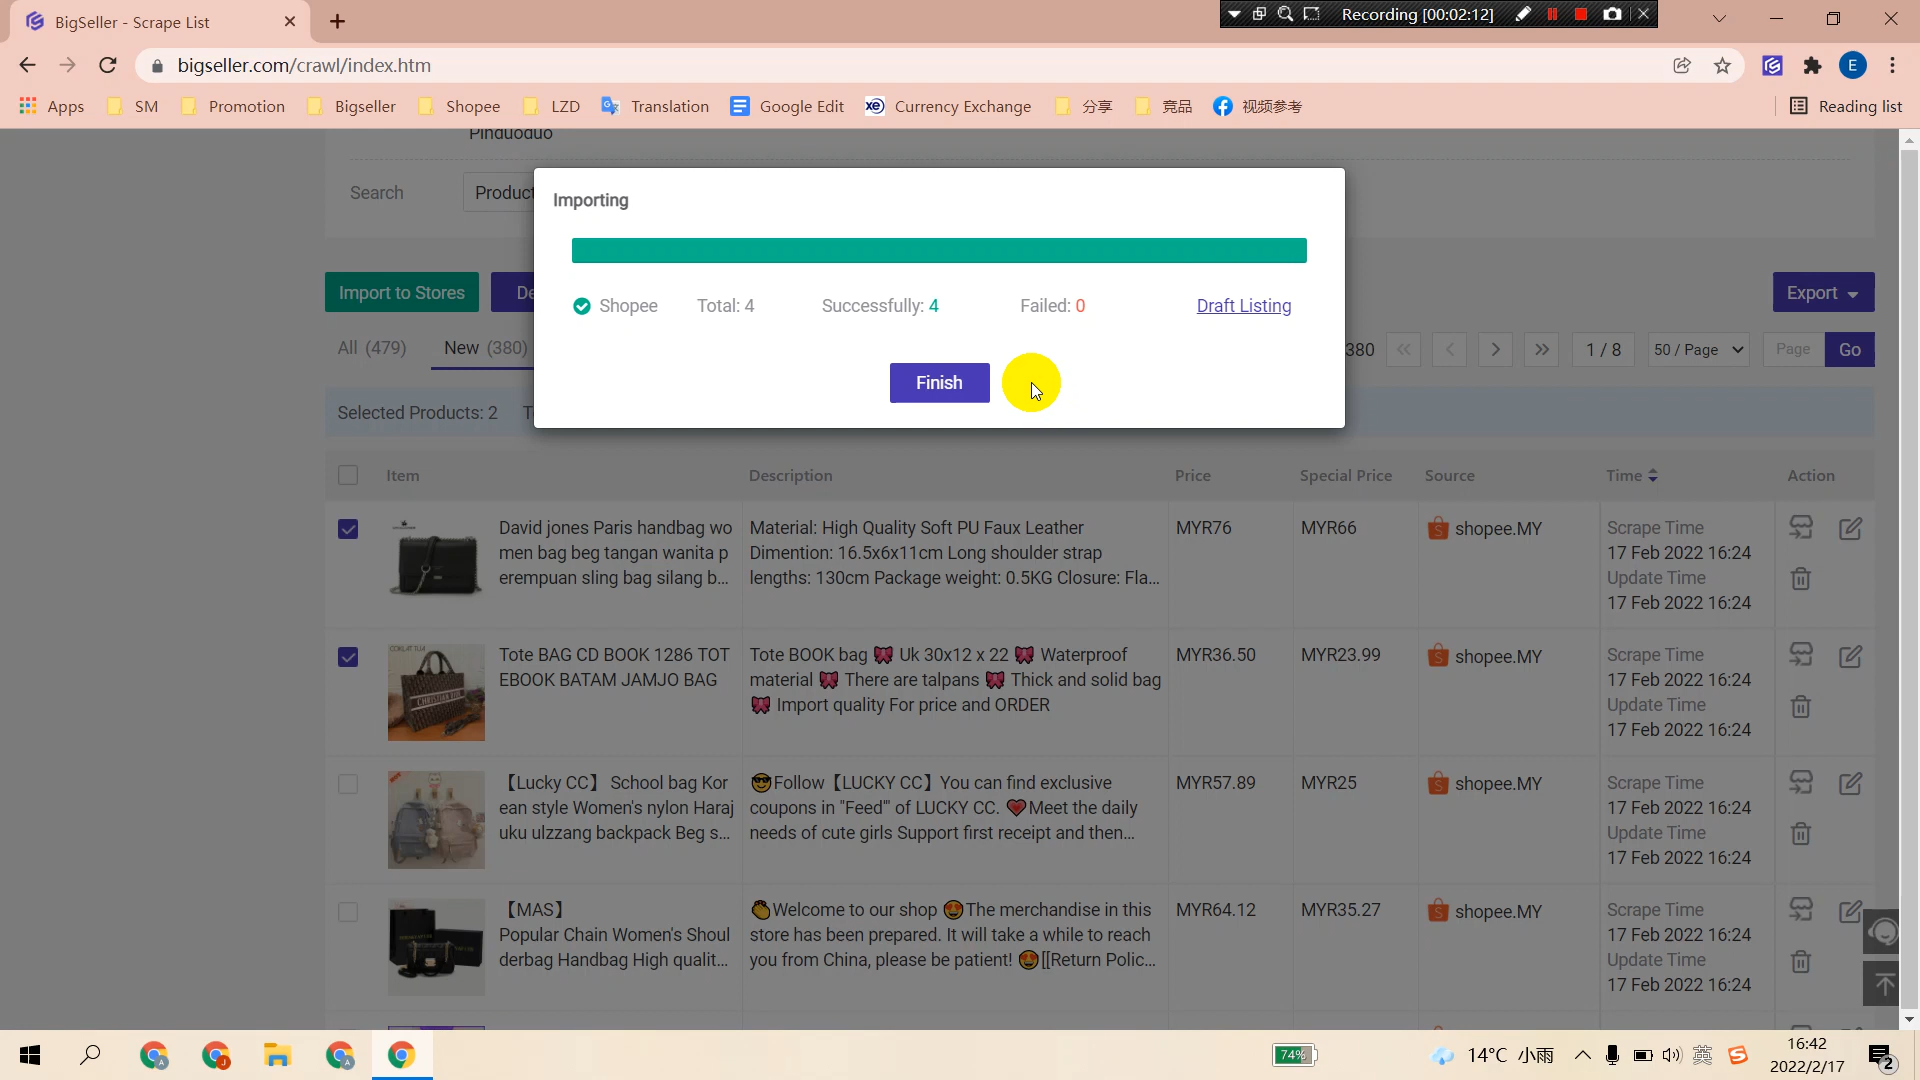 BigSeller - Scrape List
Recording [00:02:12]
bigseller.com/crawl/index.htm
E
Apps SM Promotion Bigseller Shopee LZD Translation Google Edit Currency Exchange 分享 竞品 视频参考 Reading list
Pinduoduo
Search Product
Importing
Shopee Total: 4 Successfully: 4 Failed: 0 Draft Listing
Finish
Import to Stores De Export
All (479) New (380) 380 1 / 8 50 / Page Page Go
Selected Products: 2
Item Description Price Special Price Source Time Action
David jones Paris handbag wo
men bag beg tangan wanita p
erempuan sling bag silang b...
Material: High Quality Soft PU Faux Leather
Dimention: 16.5x6x11cm Long shoulder strap
lengths: 130cm Package weight: 0.5KG Closure: Fla...
MYR76 MYR66 shopee.MY
Scrape Time
17 Feb 2022 16:24
Update Time
17 Feb 2022 16:24
Tote BAG CD BOOK 1286 TOT
EBOOK BATAM JAMJO BAG
Tote BOOK bag 🎀 Uk 30x12 x 22 🎀 Waterproof
material 🎀 There are talpans 🎀 Thick and solid bag
🎀 Import quality For price and ORDER
MYR36.50 MYR23.99 shopee.MY
Scrape Time
17 Feb 2022 16:24
Update Time
17 Feb 2022 16:24
CHRISTIAN DIOR
【Lucky CC】 School bag Kor
ean style Women's nylon Haraj
uku ulzzang backpack Beg s...
😎Follow【LUCKY CC】You can find exclusive
coupons in "Feed'" of LUCKY CC. ❤Meet the daily
needs of cute girls Support first receipt and then...
MYR57.89 MYR25 shopee.MY
Scrape Time
17 Feb 2022 16:24
Update Time
17 Feb 2022 16:24
【MAS】
Popular Chain Women's Shoul
derbag Handbag High qualit...
👏Welcome to our shop 😍The merchandise in this
store has been prepared. It will take a while to reach
you from China, please be patient! 😍[[Return Polic...
MYR64.12 MYR35.27 shopee.MY
Scrape Time
17 Feb 2022 16:24
Update Time
17 Feb 2022 16:24
74% 14°C 小雨 英 16:42
2022/2/17 2